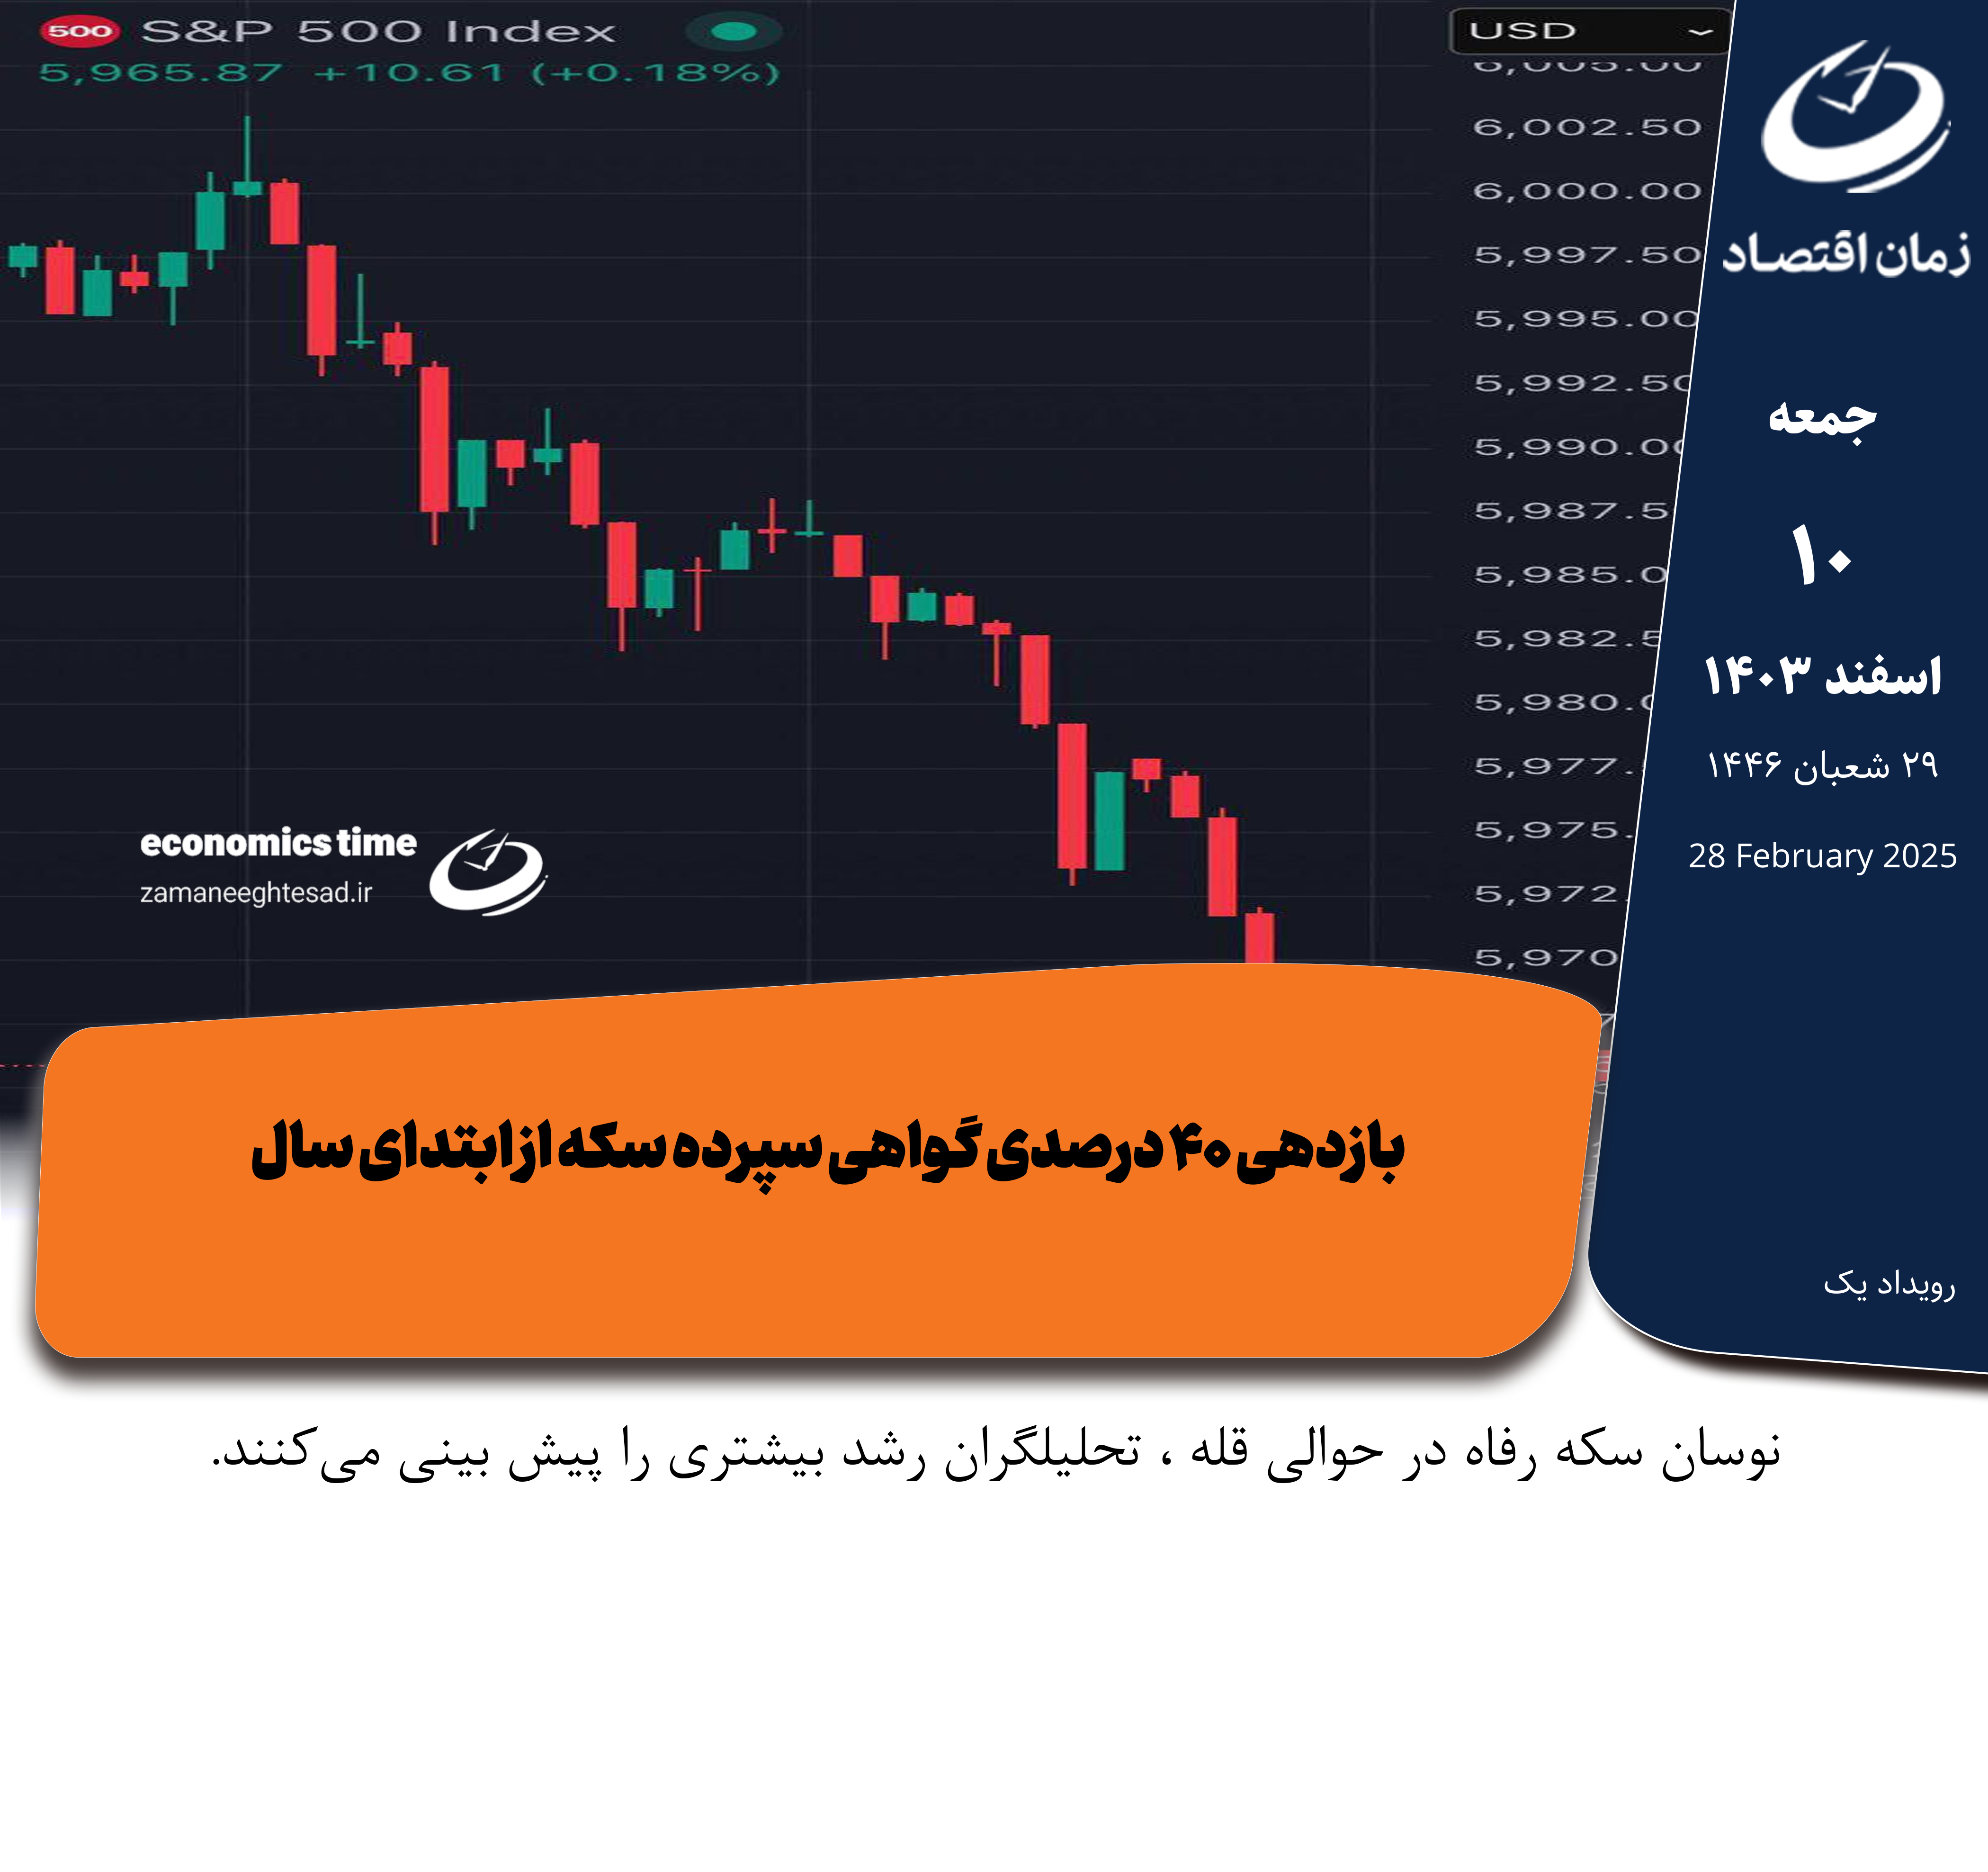 500 S&P 500 Index
5,965.87 +10.61 (+0.18%)
USD
6,002.50
6,000.00
5,997.50
5,995.00
5,992.50
5,990.00
5,987.5
5,985.0
5,982.5
5,980.0
5,977.
5,975.
5,972.
5,970
زمان اقتصاد
جمعه
۱۰
اسفند ۱۴۰۳
۲۹ شعبان ۱۴۴۶
28 February 2025
رویداد یک
economics time
zamaneeghtesad.ir
بازدهی ۴۰ درصدی گواهی سپرده سکه از ابتدای سال
نوسان سکه رفاه در حوالی قله ، تحلیلگران رشد بیشتری را پیش بینی می‌کنند.